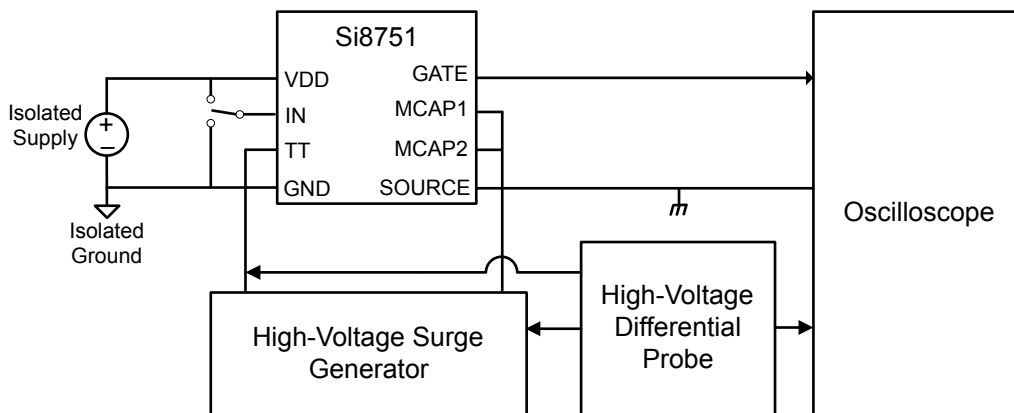 Si8751
VDD
IN
TT
GND
GATE
MCAP1
MCAP2
SOURCE
Isolated
Supply
+
−
Isolated
Ground
Oscilloscope
High-Voltage Surge
Generator
High-Voltage
Differential
Probe